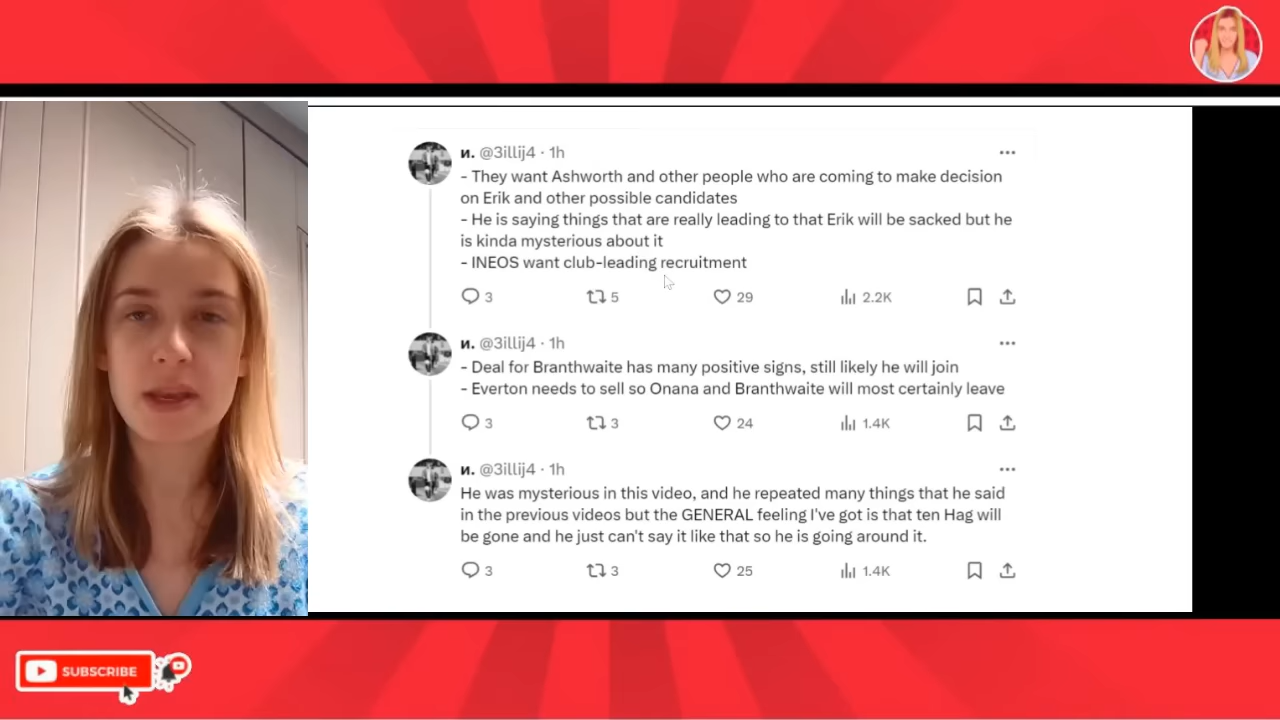 и. @3illij4 · 1h
- They want Ashworth and other people who are coming to make decision
on Erik and other possible candidates
- He is saying things that are really leading to that Erik will be sacked but he
is kinda mysterious about it
- INEOS want club-leading recruitment
3 5 29 2.2K
и. @3illij4 · 1h
- Deal for Branthwaite has many positive signs, still likely he will join
- Everton needs to sell so Onana and Branthwaite will most certainly leave
3 3 24 1.4K
и. @3illij4 · 1h
He was mysterious in this video, and he repeated many things that he said
in the previous videos but the GENERAL feeling I've got is that ten Hag will
be gone and he just can't say it like that so he is going around it.
3 3 25 1.4K
SUBSCRIBE